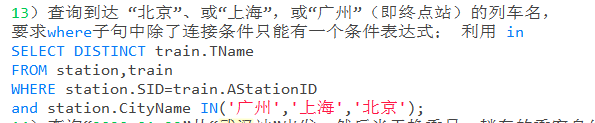 13）查询到达 “北京”、或“上海”，或“广州”（即终点站）的列车名，
要求where子句中除了连接条件只能有一个条件表达式； 利用 in
SELECT DISTINCT train.TName
FROM station,train
WHERE station.SID=train.AStationID
and station.CityName IN('广州','上海','北京');